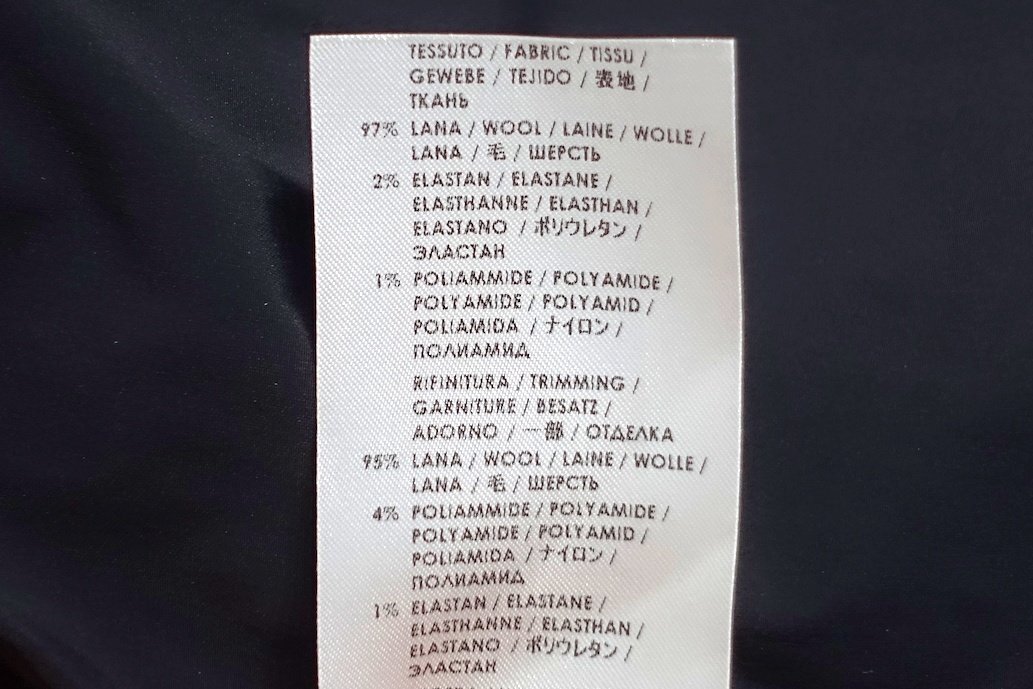 TESSUTO / FABRIC / TISSU /
GEWEBE / TEJIDO / 表地 /
ТКАНЬ
97% LANA / WOOL / LAINE / WOLLE /
LANA / 毛 / ШЕРСТЬ
2% ELASTAN / ELASTANE /
ELASTHANNE / ELASTHAN /
ELASTANO / ポリウレタン /
ЭЛАСТАН
1% POLIAMMIDE / POLYAMIDE /
POLYAMIDE / POLYAMID /
POLIAMIDA / ナイロン /
ПОЛИАМИД
RIFINITURA / TRIMMING /
GARNITURE / BESATZ /
ADORNO / 一部 / ОТДЕЛКА
95% LANA / WOOL / LAINE / WOLLE /
LANA / 毛 / ШЕРСТЬ
4% POLIAMMIDE / POLYAMIDE /
POLYAMIDE / POLYAMID /
POLIAMIDA / ナイロン /
ПОЛИАМИД
1% ELASTAN / ELASTANE /
ELASTHANNE / ELASTHAN /
ELASTANO / ポリウレタン /
ЭЛАСТАН